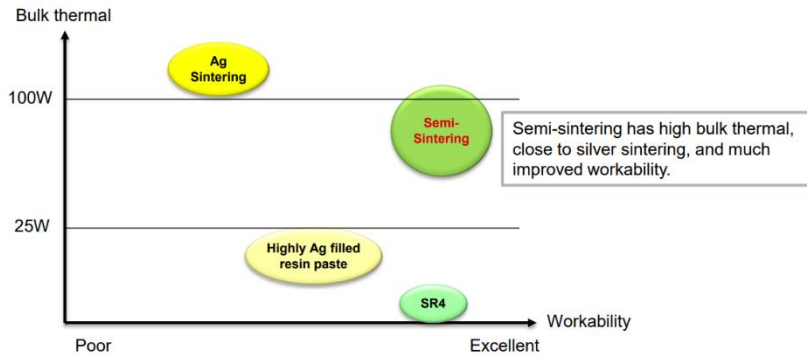 Bulk thermal
Ag
Sintering
100W
Semi-
Sintering
Semi-sintering has high bulk thermal,
close to silver sintering, and much
improved workability.
25W
Highly Ag filled
resin paste
SR4
Workability
Poor
Excellent